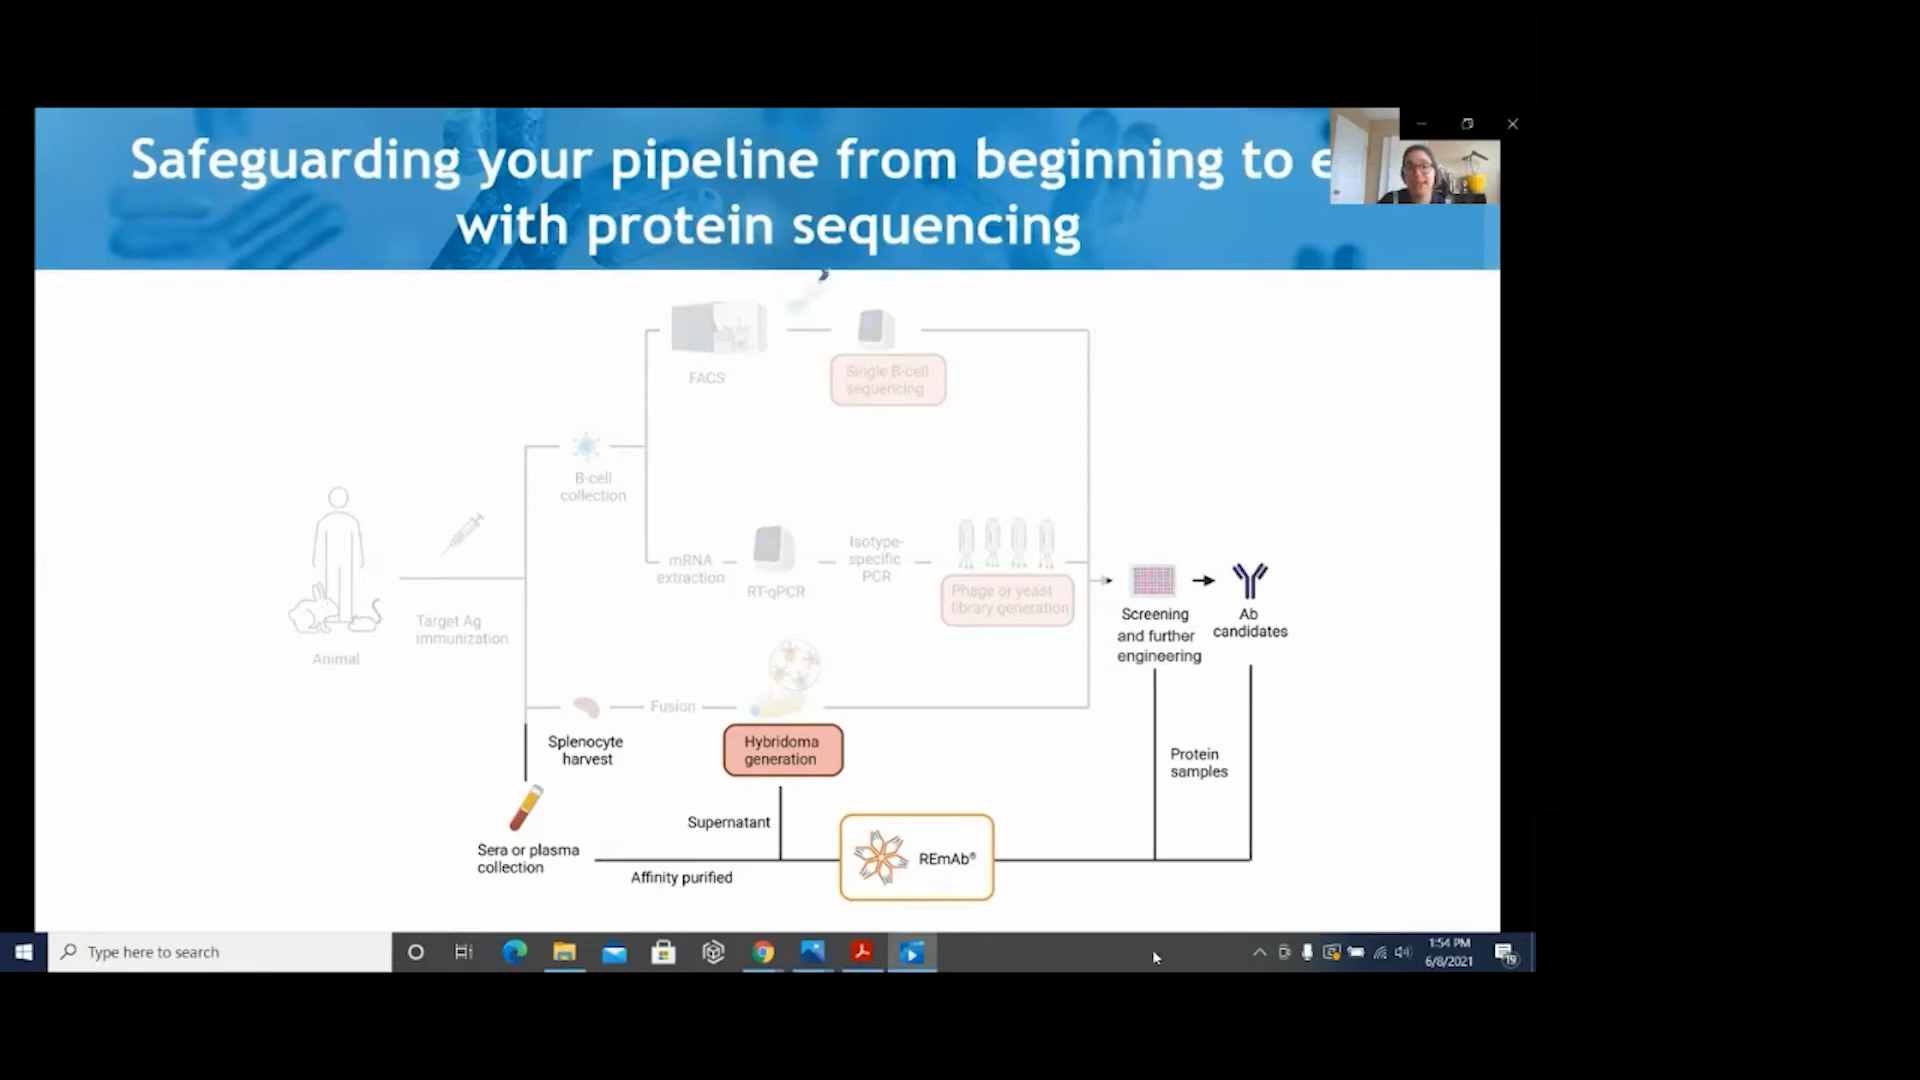 Safeguarding your pipeline from beginning to e
with protein sequencing
FACS
Single B-cell
sequencing
B-cell
collection
mRNA
extraction
RT-qPCR
Isotype-
specific
PCR
Phage or yeast
library generation
Target Ag
immunization
Animal
Screening
and further
engineering
Ab
candidates
Fusion
Splenocyte
harvest
Hybridoma
generation
Protein
samples
Supernatant
Sera or plasma
collection
Affinity purified
REmAb®
Type here to search
1:54 PM
6/8/2021
19